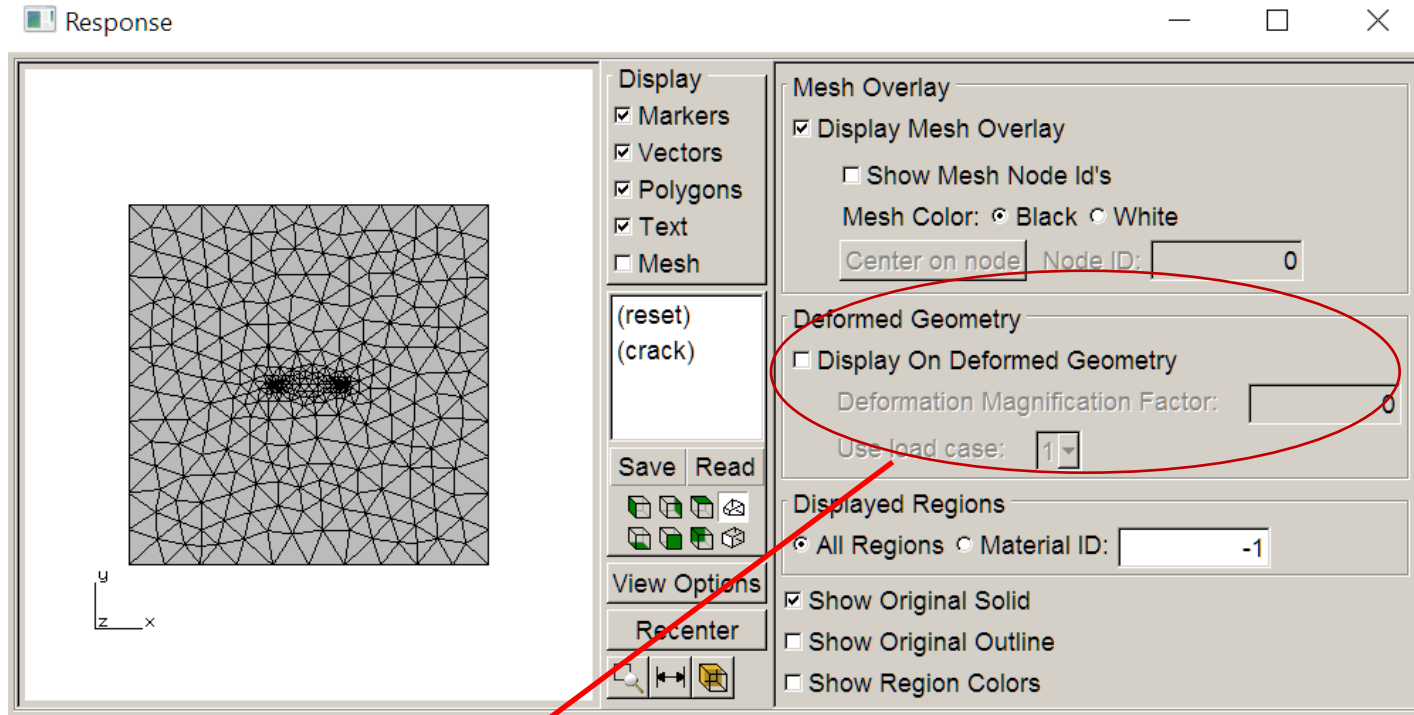 Response
y
z x
Display
Markers
Vectors
Polygons
Text
Mesh
(reset)
(crack)
Save Read
View Options
Recenter
Mesh Overlay
Display Mesh Overlay
Show Mesh Node Id's
Mesh Color: Black White
Center on node Node ID: 0
Deformed Geometry
Display On Deformed Geometry
Deformation Magnification Factor: 0
Use load case: 1
Displayed Regions
All Regions Material ID: -1
Show Original Solid
Show Original Outline
Show Region Colors